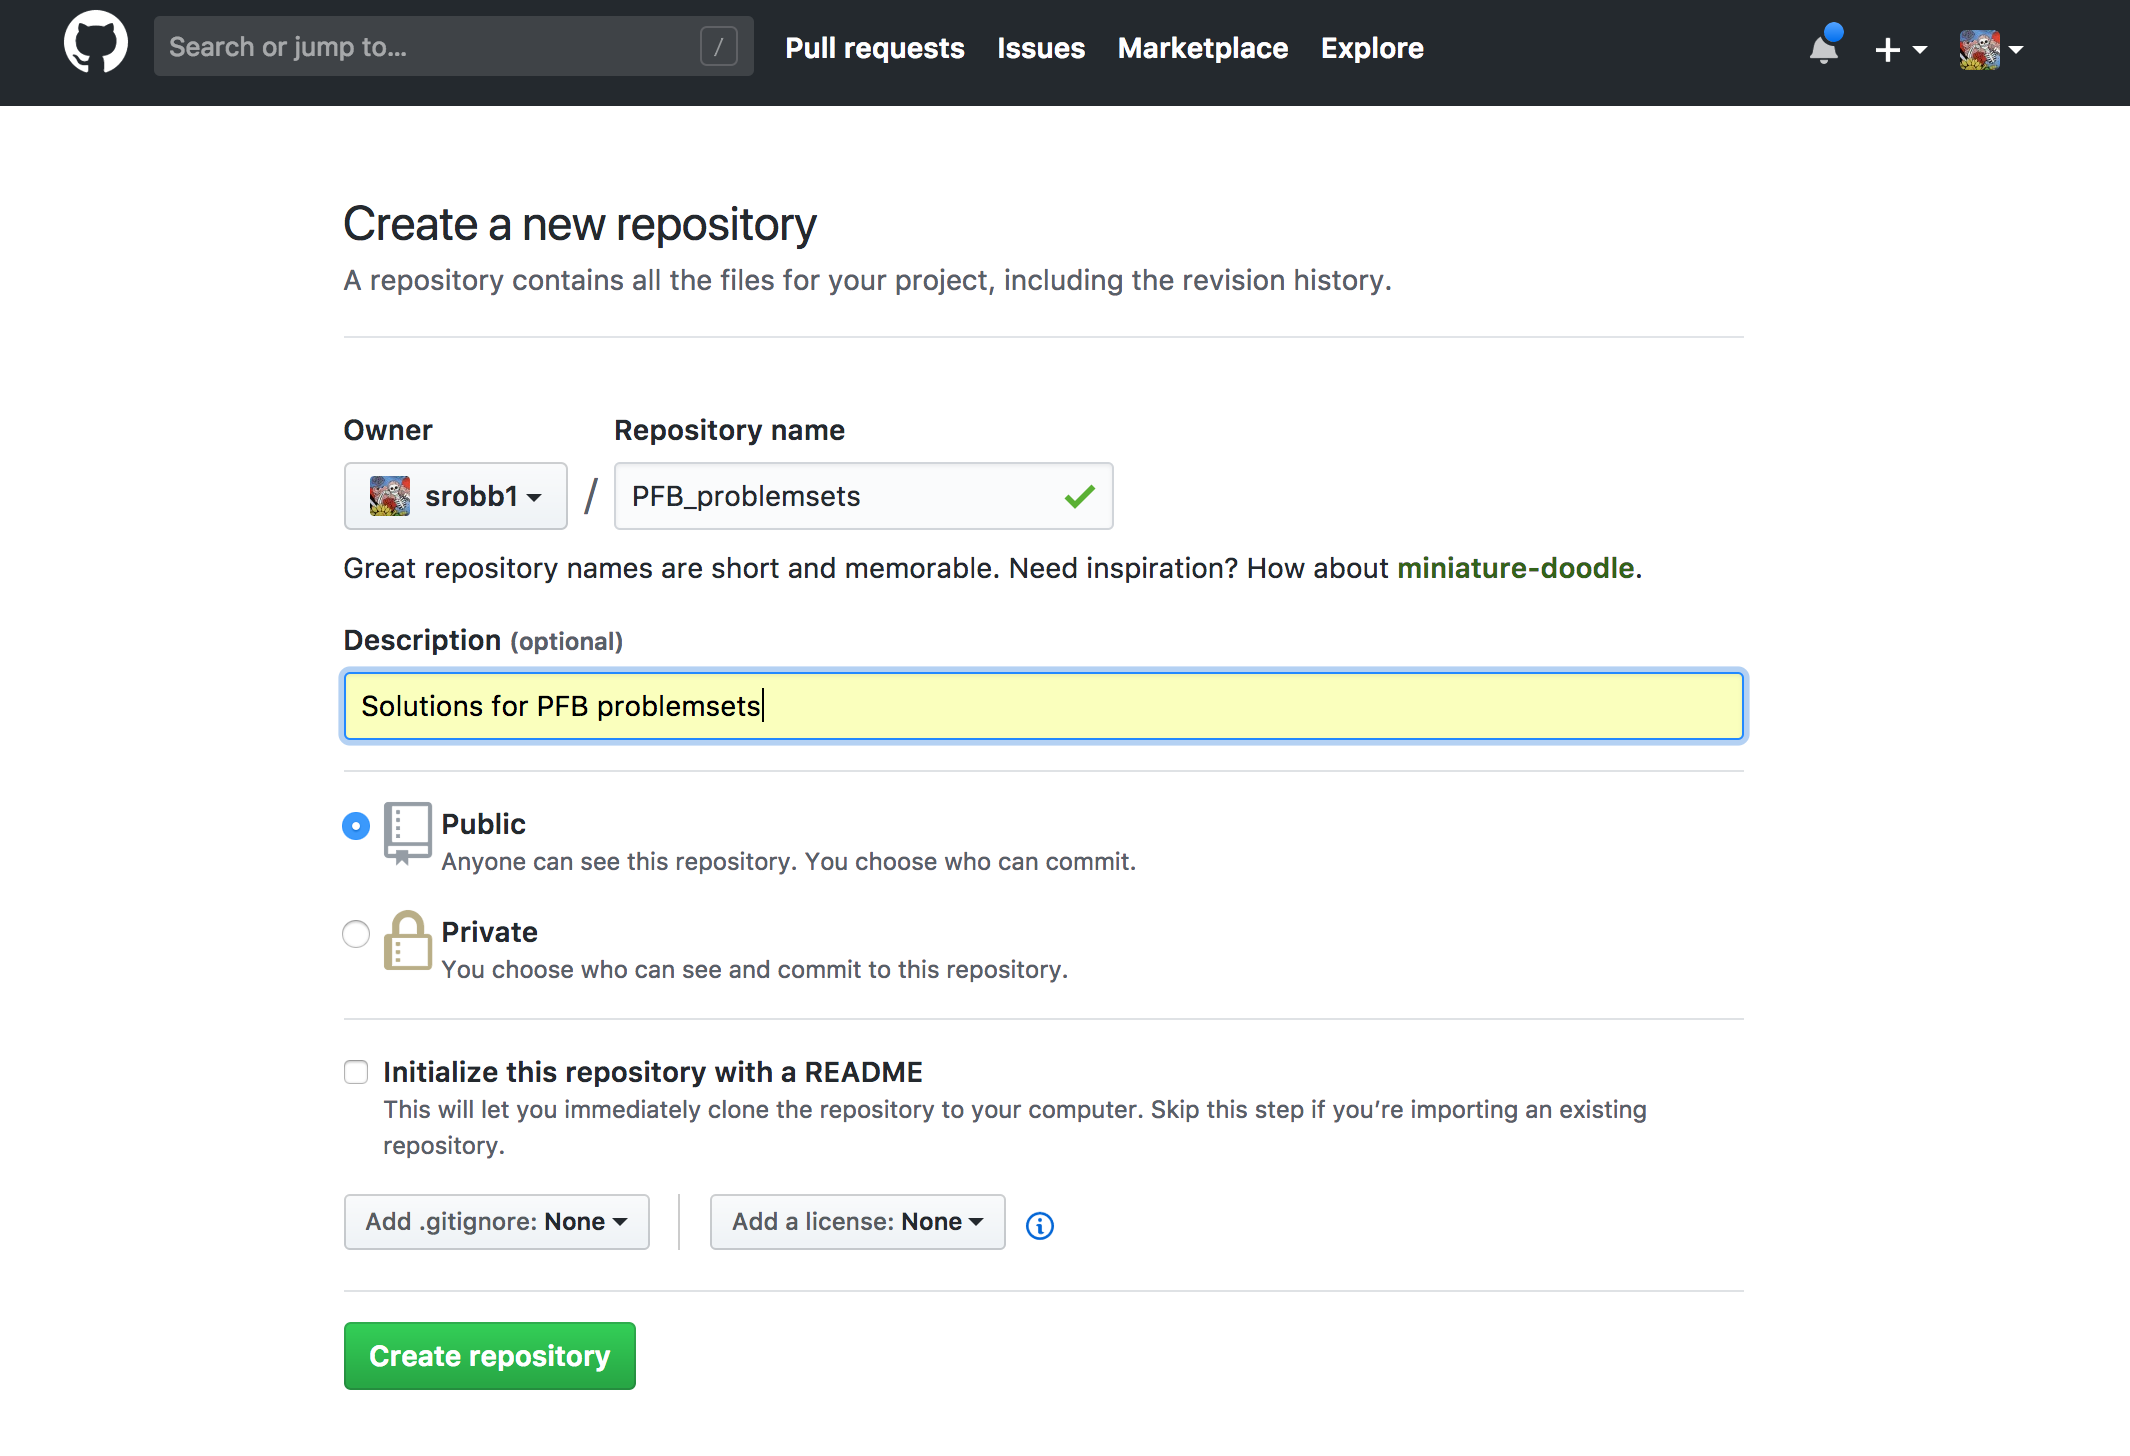 Search or jump to... / Pull requests Issues Marketplace Explore
Create a new repository
A repository contains all the files for your project, including the revision history.
Owner Repository name
srobb1 / PFB_problemsets
Great repository names are short and memorable. Need inspiration? How about miniature-doodle.
Description (optional)
Solutions for PFB problemsets
Public
Anyone can see this repository. You choose who can commit.
Private
You choose who can see and commit to this repository.
Initialize this repository with a README
This will let you immediately clone the repository to your computer. Skip this step if you’re importing an existing
repository.
Add .gitignore: None Add a license: None
Create repository